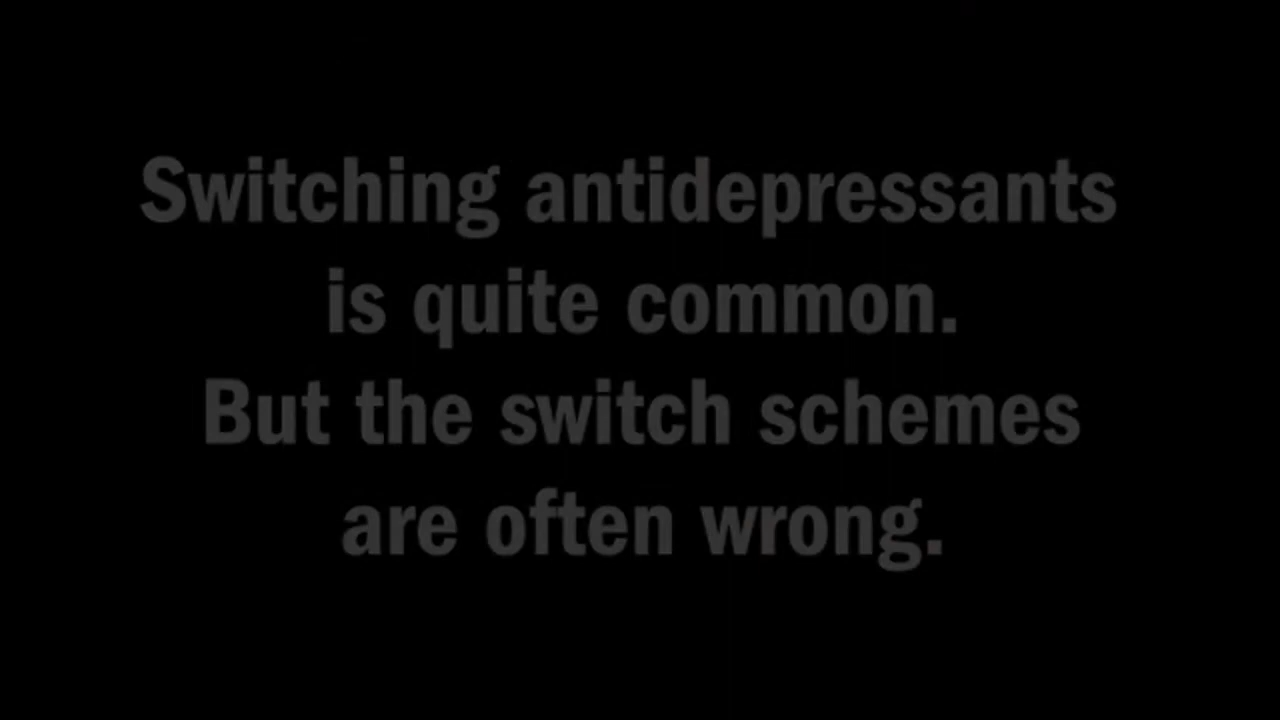 Switching antidepressants
is quite common.
But the switch schemes
are often wrong.